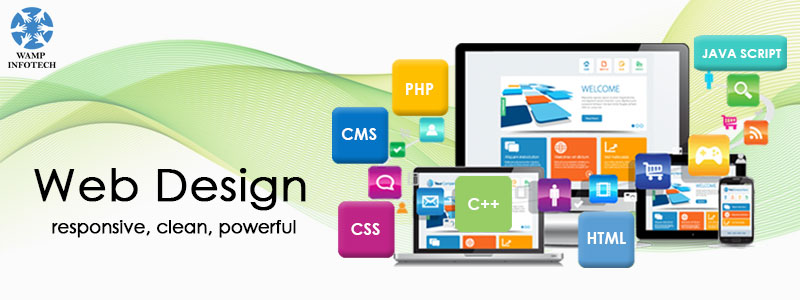 WAMP
INFOTECH
Web Design
responsive, clean, powerful
PHP
CMS
CSS
C++
HTML
JAVA SCRIPT
WELCOME